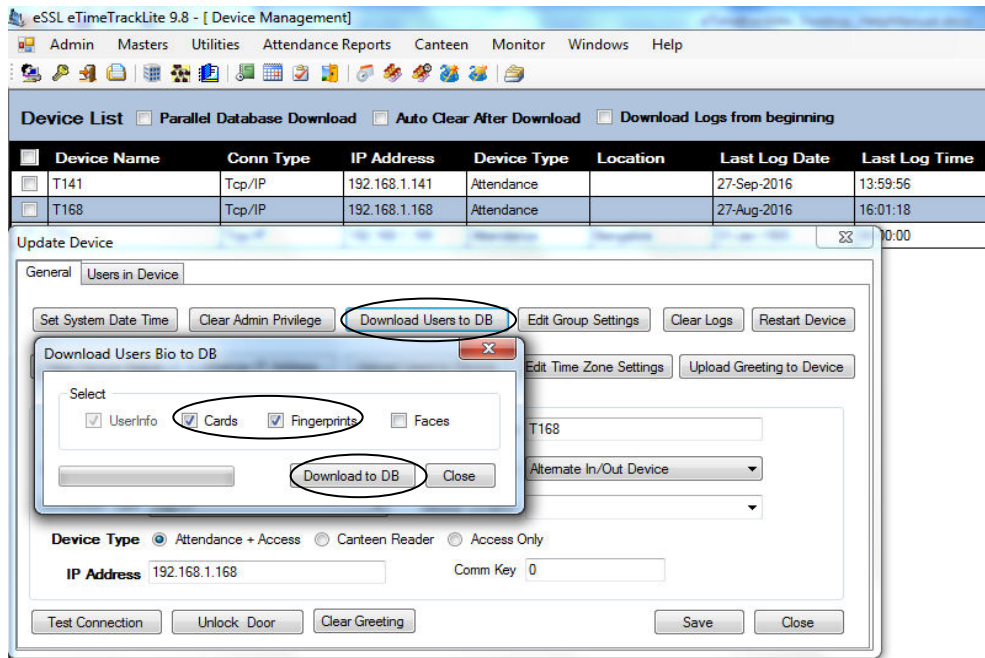 eSSL eTimeTrackLite 9.8 - [ Device Management]
Admin Masters Utilities Attendance Reports Canteen Monitor Windows Help
Device List Parallel Database Download Auto Clear After Download Download Logs from beginning
Device Name Conn Type IP Address Device Type Location Last Log Date Last Log Time
T141 Tcp/IP 192.168.1.141 Attendance 27-Sep-2016 13:59:56
T168 Tcp/IP 192.168.1.168 Attendance 27-Aug-2016 16:01:18
Update Device 00:00
General Users in Device
Set System Date Time Clear Admin Privilege Download Users to DB Edit Group Settings Clear Logs Restart Device
Download Users Bio to DB
Edit Time Zone Settings Upload Greeting to Device
Select
UserInfo Cards Fingerprints Faces
T168
Download to DB Close Alternate In/Out Device
Device Type Attendance + Access Canteen Reader Access Only
IP Address 192.168.1.168 Comm Key 0
Test Connection Unlock Door Clear Greeting Save Close